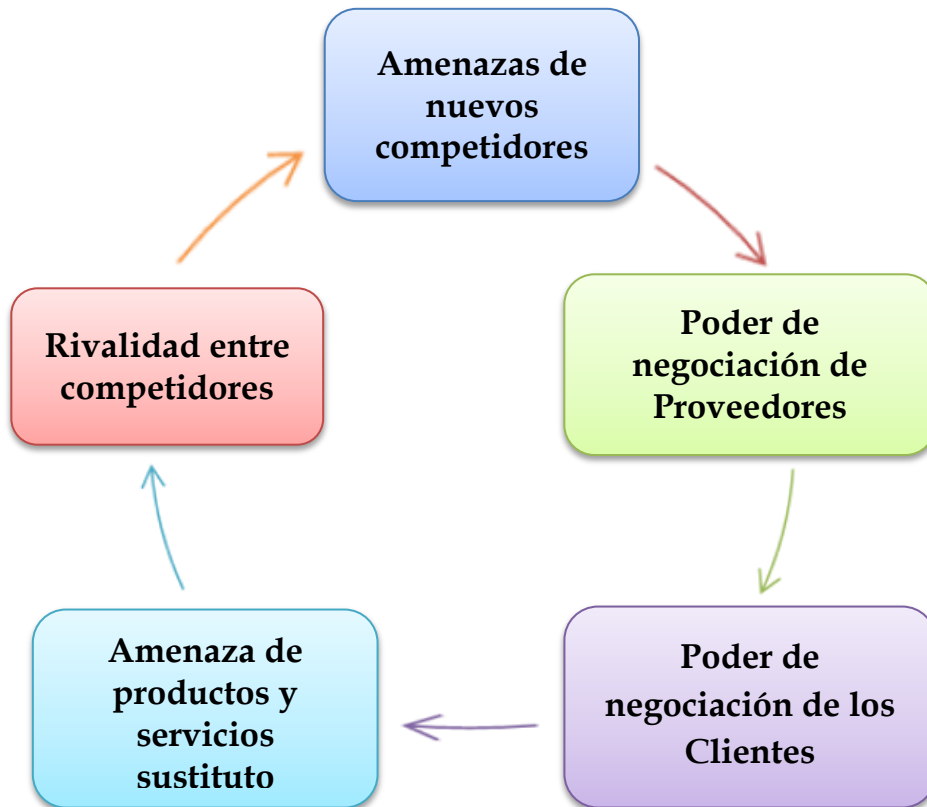 Amenazas de
nuevos
competidores
Poder de
negociación de
Proveedores
Poder de
negociación de los
Clientes
Amenaza de
productos y
servicios
sustituto
Rivalidad entre
competidores